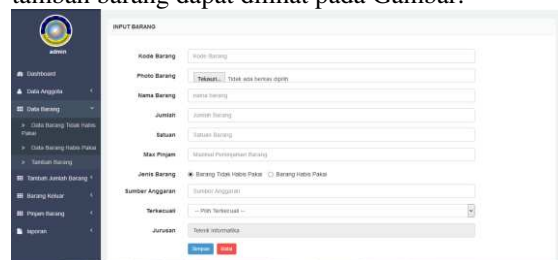 tambah barang dapat dilihat pada Gambar.
INPUT BARANG
admin
Dashboard
Data Anggota
Data Barang
Data Barang Tidak Habis Pakai
Data Barang Habis Pakai
Tambah Barang
Tambah Jumlah Barang
Barang Keluar
Pinjam Barang
laporan
Kode Barang
Kode Barang
Photo Barang
Telusuri... Tidak ada berkas dipilih
Nama Barang
nama barang
Jumlah
Jumlah Barang
Satuan
Satuan Barang
Max Pinjam
Maximal Peminjaman Barang
Jenis Barang
Barang Tidak Habis Pakai
Barang Habis Pakai
Sumber Anggaran
Sumber Anggaran
Terkecuali
-- Pilih Terkecuali --
Jurusan
Teknik Informatika
Simpan
Batal